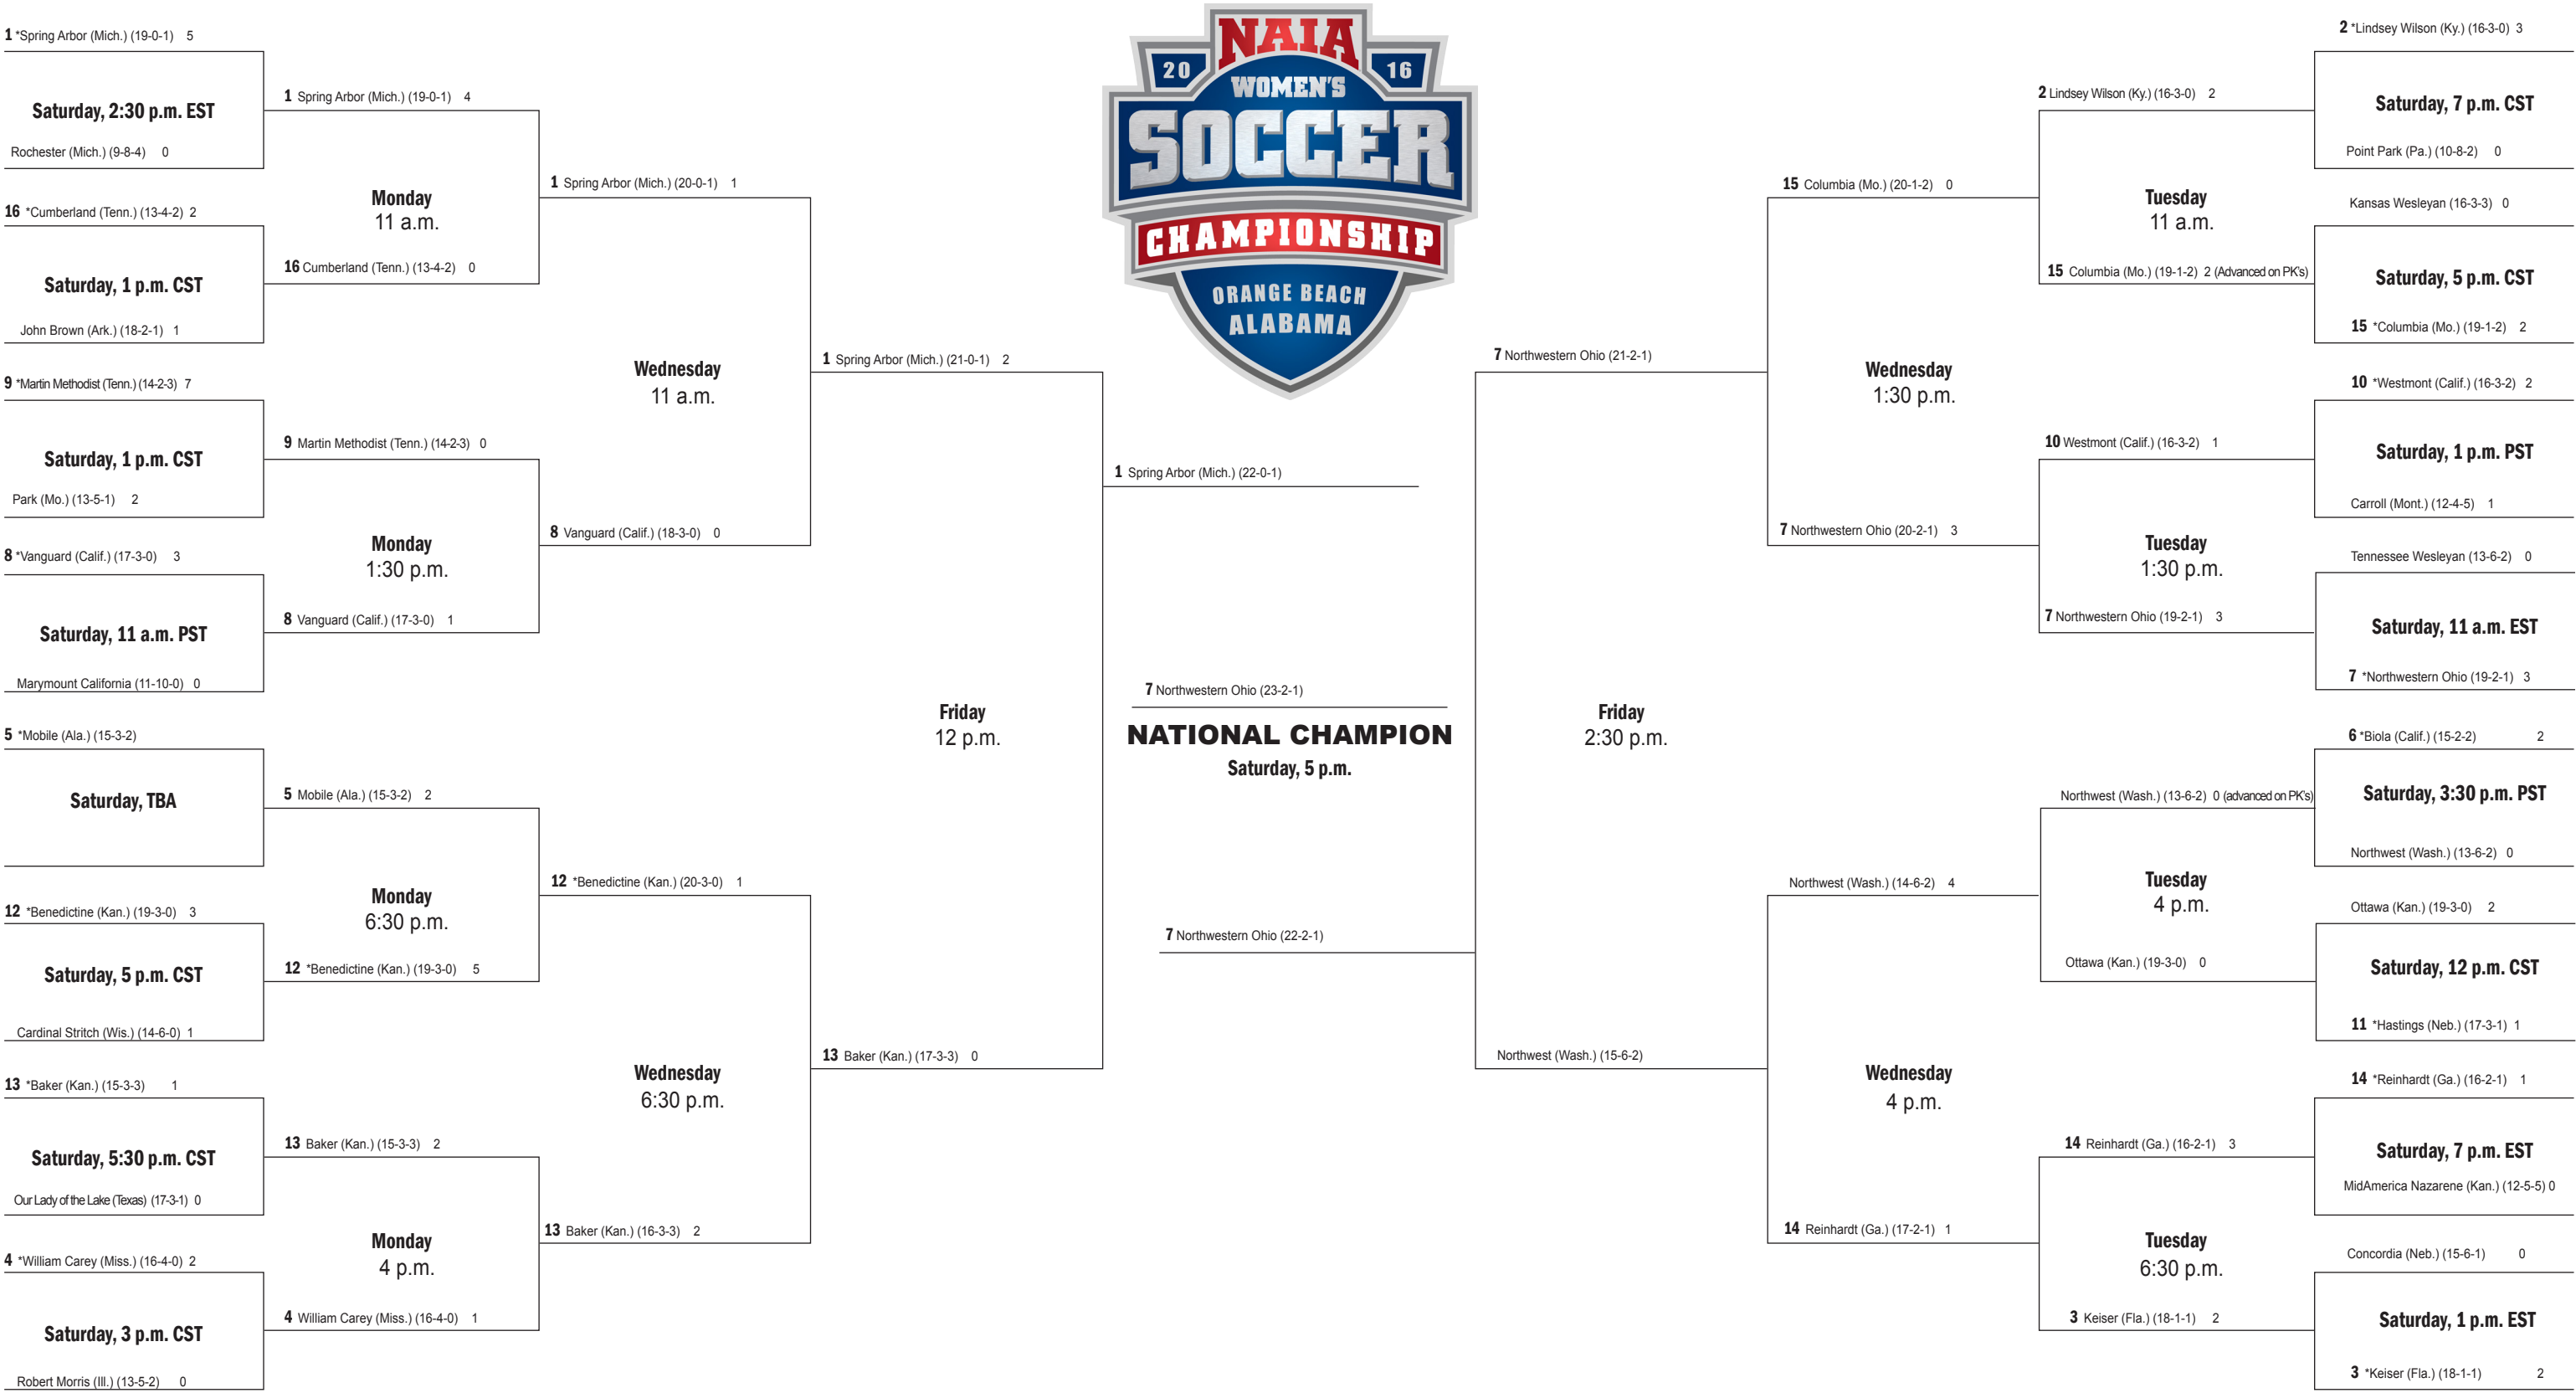 1 *Spring Arbor (Mich.) (19-0-1) 5
Saturday, 2:30 p.m. EST
Rochester (Mich.) (9-8-4) 0
16 *Cumberland (Tenn.) (13-4-2) 2
Saturday, 1 p.m. CST
John Brown (Ark.) (18-2-1) 1
9 *Martin Methodist (Tenn.) (14-2-3) 7
Saturday, 1 p.m. CST
Park (Mo.) (13-5-1) 2
8 *Vanguard (Calif.) (17-3-0) 3
Saturday, 11 a.m. PST
Marymount California (11-10-0) 0
5 *Mobile (Ala.) (15-3-2)
Saturday, TBA
12 *Benedictine (Kan.) (19-3-0) 3
Saturday, 5 p.m. CST
Cardinal Stritch (Wis.) (14-6-0) 1
13 *Baker (Kan.) (15-3-3) 1
Saturday, 5:30 p.m. CST
Our Lady of the Lake (Texas) (17-3-1) 0
4 *William Carey (Miss.) (16-4-0) 2
Saturday, 3 p.m. CST
Robert Morris (Ill.) (13-5-2) 0
1 Spring Arbor (Mich.) (19-0-1) 4
Monday
11 a.m.
16 Cumberland (Tenn.) (13-4-2) 0
9 Martin Methodist (Tenn.) (14-2-3) 0
Monday
1:30 p.m.
8 Vanguard (Calif.) (17-3-0) 1
5 Mobile (Ala.) (15-3-2) 2
Monday
6:30 p.m.
12 *Benedictine (Kan.) (19-3-0) 5
13 Baker (Kan.) (15-3-3) 2
Monday
4 p.m.
4 William Carey (Miss.) (16-4-0) 1
1 Spring Arbor (Mich.) (20-0-1) 1
Wednesday
11 a.m.
8 Vanguard (Calif.) (18-3-0) 0
12 *Benedictine (Kan.) (20-3-0) 1
Wednesday
6:30 p.m.
13 Baker (Kan.) (16-3-3) 2
1 Spring Arbor (Mich.) (21-0-1) 2
Friday
12 p.m.
13 Baker (Kan.) (17-3-3) 0
NAIA
20 16
WOMEN'S
SOCCER
CHAMPIONSHIP
ORANGE BEACH
ALABAMA
1 Spring Arbor (Mich.) (22-0-1)
7 Northwestern Ohio (23-2-1)
NATIONAL CHAMPION
Saturday, 5 p.m.
7 Northwestern Ohio (22-2-1)
7 Northwestern Ohio (21-2-1)
Friday
2:30 p.m.
Northwest (Wash.) (15-6-2)
15 Columbia (Mo.) (20-1-2) 0
Wednesday
1:30 p.m.
7 Northwestern Ohio (20-2-1) 3
Northwest (Wash.) (14-6-2) 4
Wednesday
4 p.m.
14 Reinhardt (Ga.) (17-2-1) 1
2 Lindsey Wilson (Ky.) (16-3-0) 2
Tuesday
11 a.m.
15 Columbia (Mo.) (19-1-2) 2 (Advanced on PK's)
10 Westmont (Calif.) (16-3-2) 1
Tuesday
1:30 p.m.
7 Northwestern Ohio (19-2-1) 3
Northwest (Wash.) (13-6-2) 0 (advanced on PK's)
Tuesday
4 p.m.
Ottawa (Kan.) (19-3-0) 0
14 Reinhardt (Ga.) (16-2-1) 3
Tuesday
6:30 p.m.
3 Keiser (Fla.) (18-1-1) 2
2 *Lindsey Wilson (Ky.) (16-3-0) 3
Saturday, 7 p.m. CST
Point Park (Pa.) (10-8-2) 0
Kansas Wesleyan (16-3-3) 0
Saturday, 5 p.m. CST
15 *Columbia (Mo.) (19-1-2) 2
10 *Westmont (Calif.) (16-3-2) 2
Saturday, 1 p.m. PST
Carroll (Mont.) (12-4-5) 1
Tennessee Wesleyan (13-6-2) 0
Saturday, 11 a.m. EST
7 *Northwestern Ohio (19-2-1) 3
6 *Biola (Calif.) (15-2-2) 2
Saturday, 3:30 p.m. PST
Northwest (Wash.) (13-6-2) 0
Ottawa (Kan.) (19-3-0) 2
Saturday, 12 p.m. CST
11 *Hastings (Neb.) (17-3-1) 1
14 *Reinhardt (Ga.) (16-2-1) 1
Saturday, 7 p.m. EST
MidAmerica Nazarene (Kan.) (12-5-5) 0
Concordia (Neb.) (15-6-1) 0
Saturday, 1 p.m. EST
3 *Keiser (Fla.) (18-1-1) 2